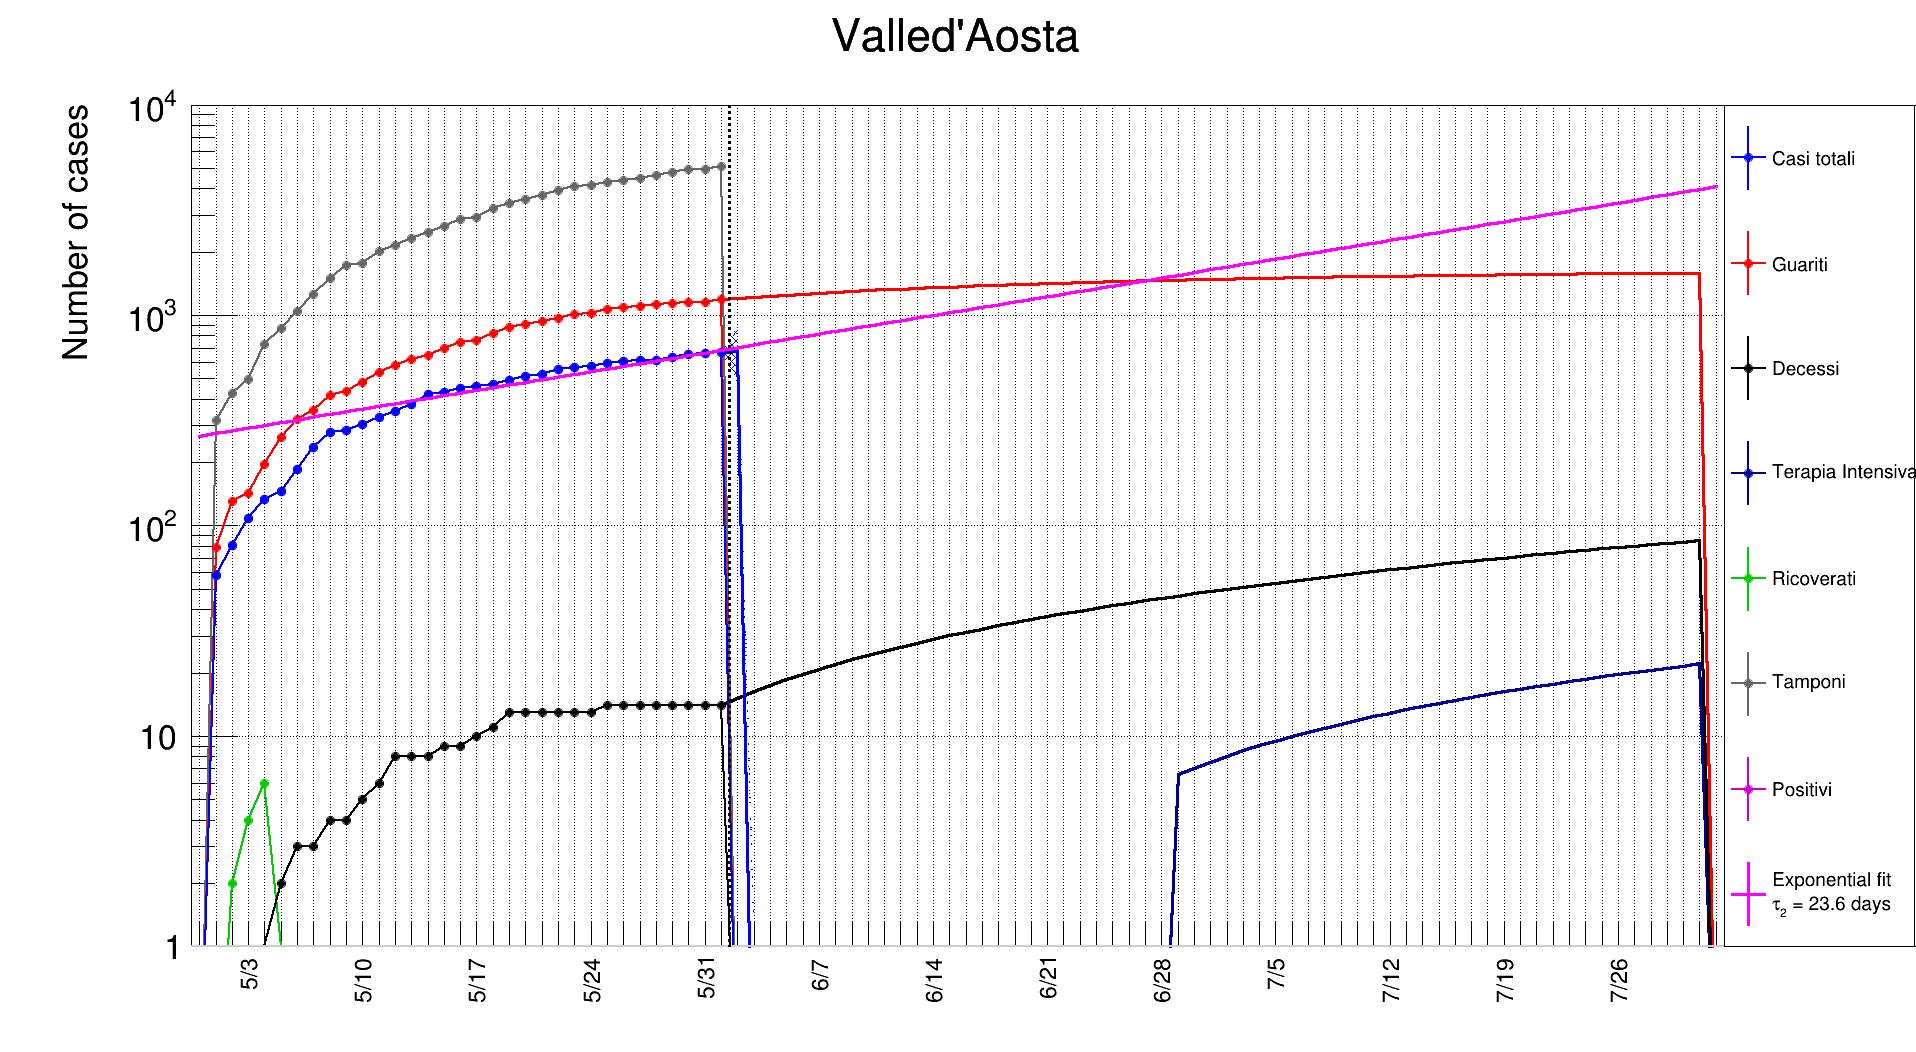 Valled'Aosta
Number of cases
10^4
10^3
10^2
10
1
5/3
5/10
5/17
5/24
5/31
6/7
6/14
6/21
6/28
7/5
7/12
7/19
7/26
Casi totali
Guariti
Decessi
Terapia Intensiva
Ricoverati
Tamponi
Positivi
Exponential fit
τ_2 = 23.6 days